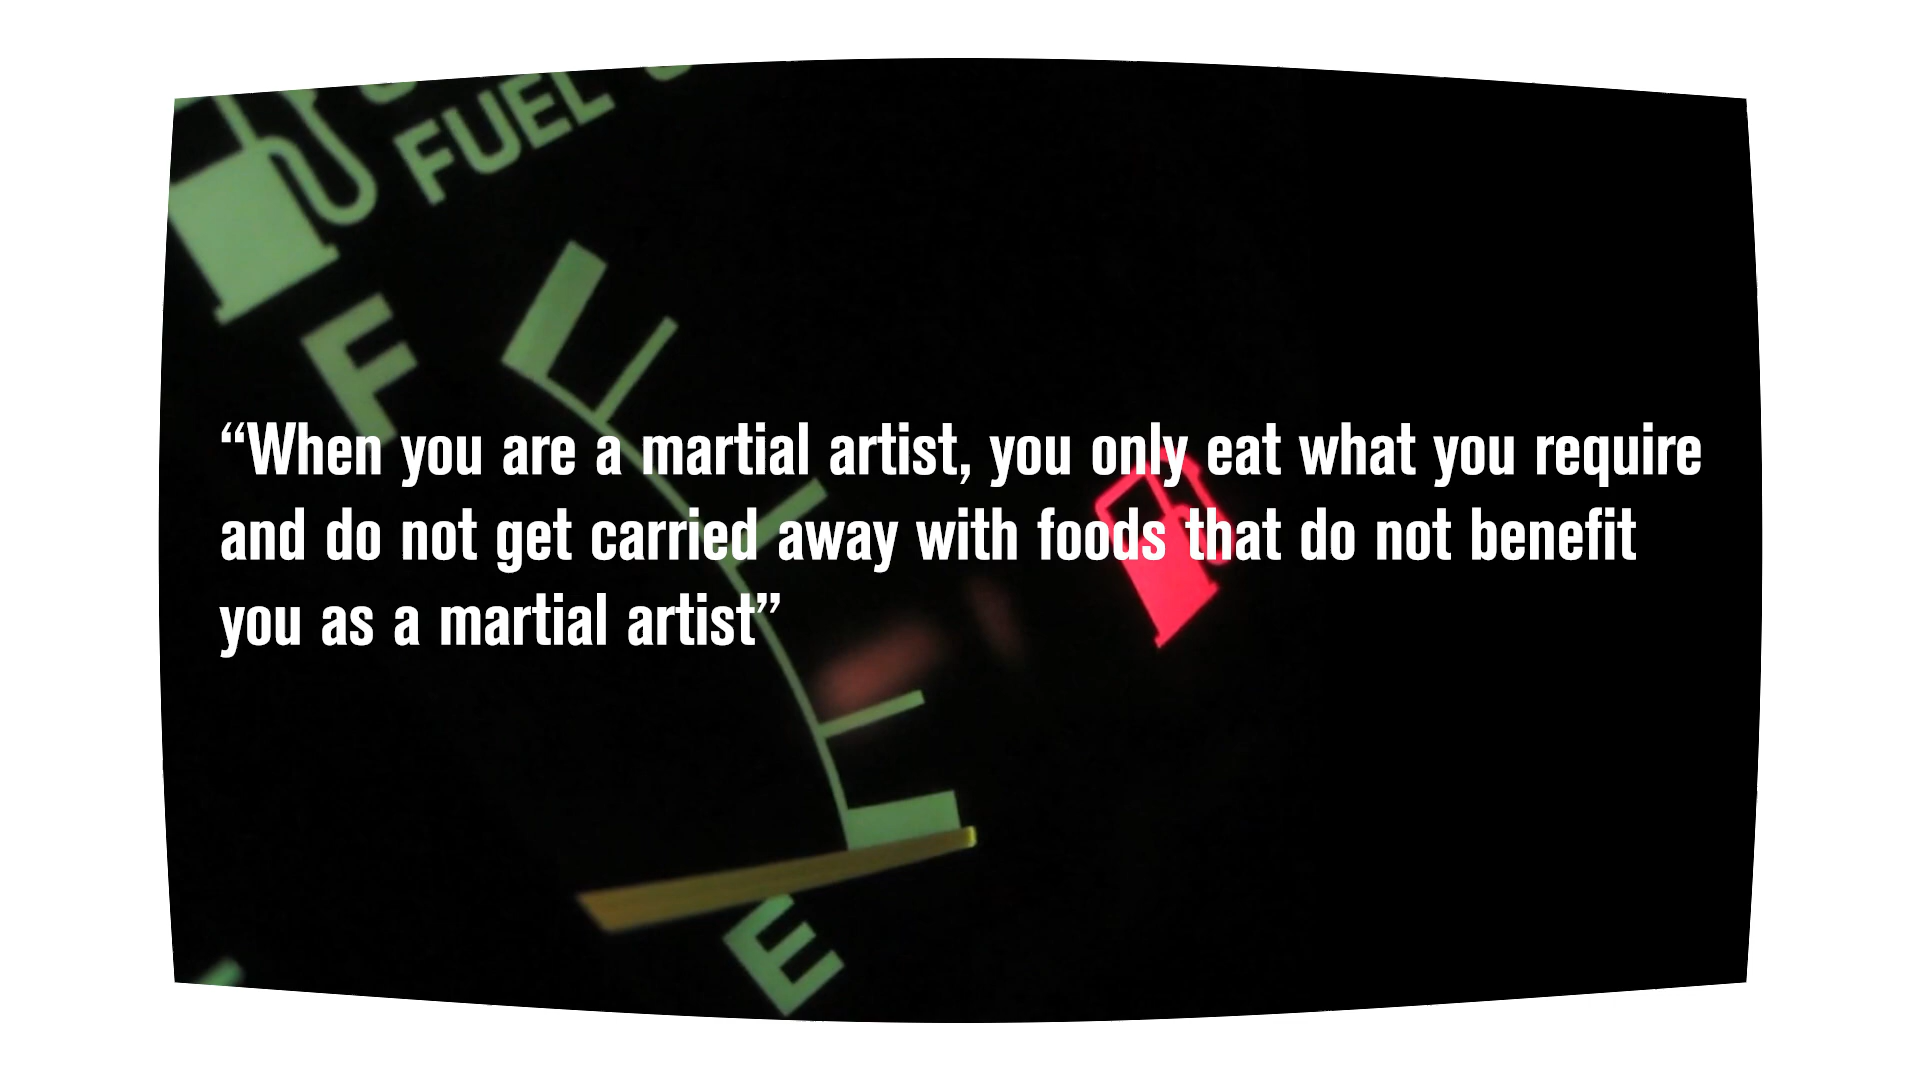 FUEL
F
“When you are a martial artist, you only eat what you require
and do not get carried away with foods that do not benefit
you as a martial artist”
E